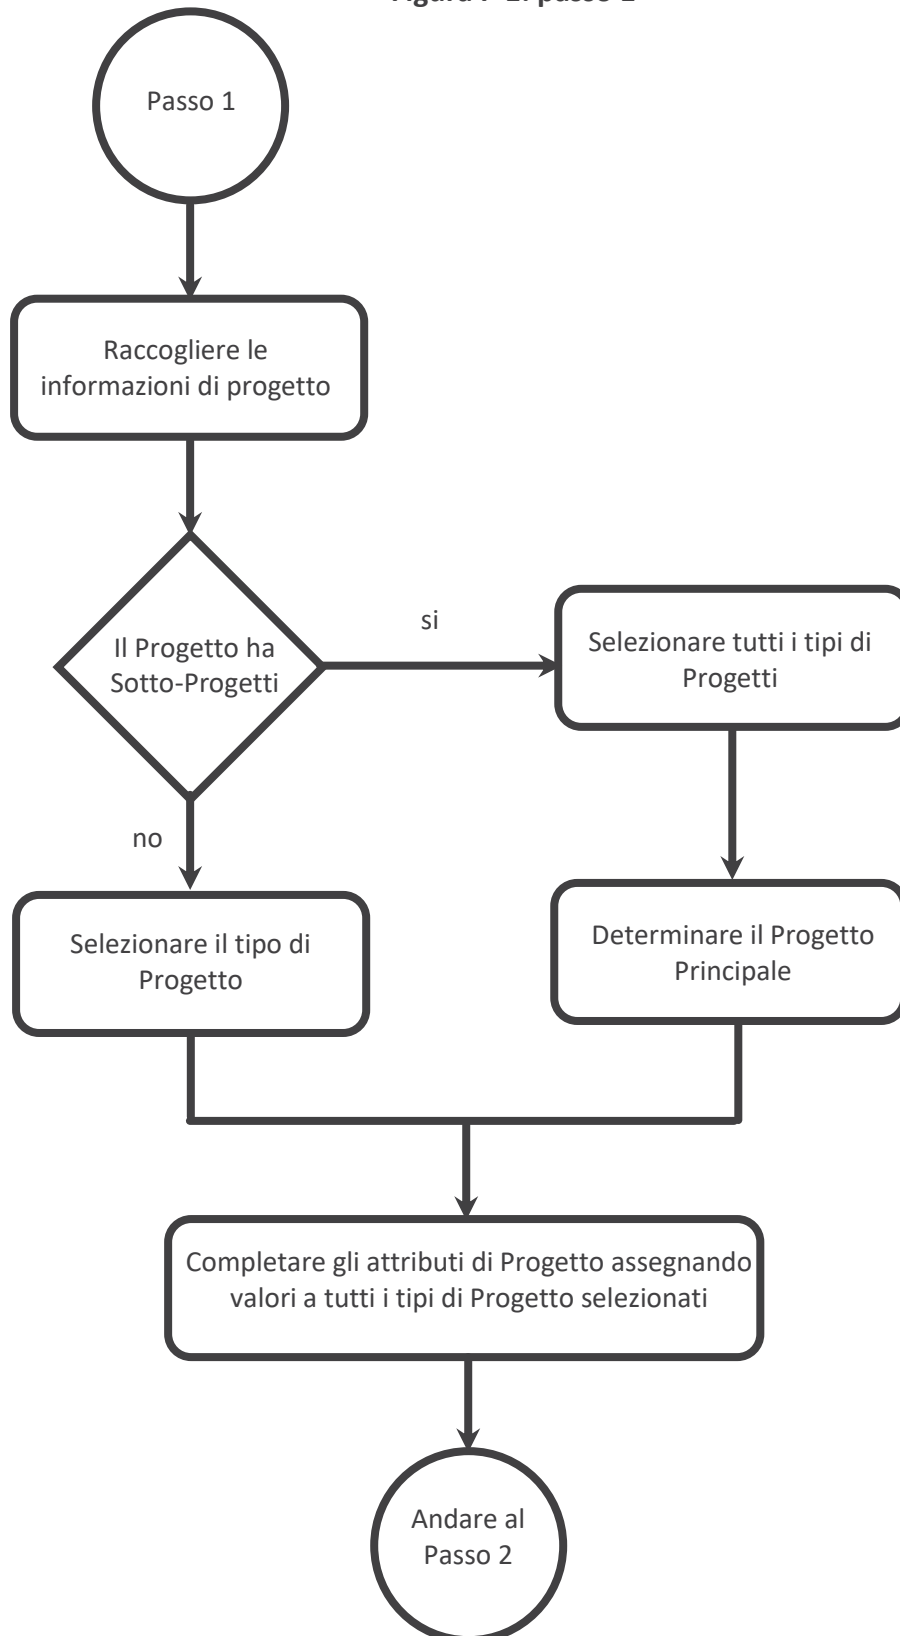 Passo 1
Raccogliere le
informazioni di progetto
Il Progetto ha
Sotto-Progetti
si
Selezionare tutti i tipi di
Progetti
no
Selezionare il tipo di
Progetto
Determinare il Progetto
Principale
Completare gli attributi di Progetto assegnando
valori a tutti i tipi di Progetto selezionati
Andare al
Passo 2